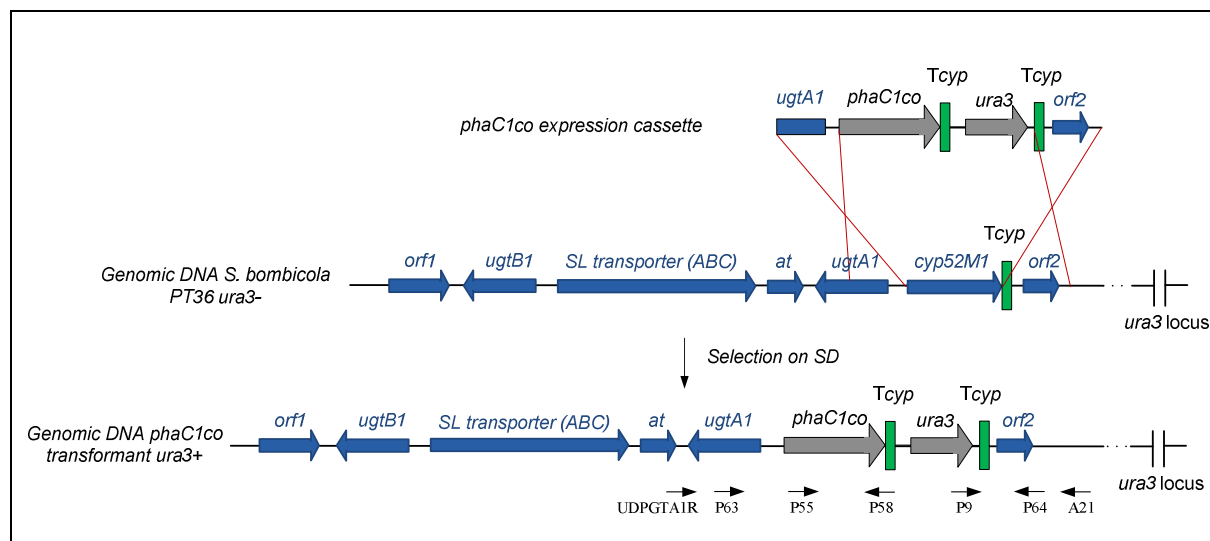 Tcyp Tcyp
ugtA1 phaC1co ura3 orf2
phaC1co expression cassette
Tcyp
orf1 ugtB1 SL transporter (ABC) at ugtA1 cyp52M1 orf2
Genomic DNA S. bombicola
PT36 ura3-
...
ura3 locus
Selection on SD
Tcyp Tcyp
orf1 ugtB1 SL transporter (ABC) at ugtA1 phaC1co ura3 orf2
Genomic DNA phaC1co
transformant ura3+
...
ura3 locus
UDPGTA1R P63 P55 P58 P9 P64 A21